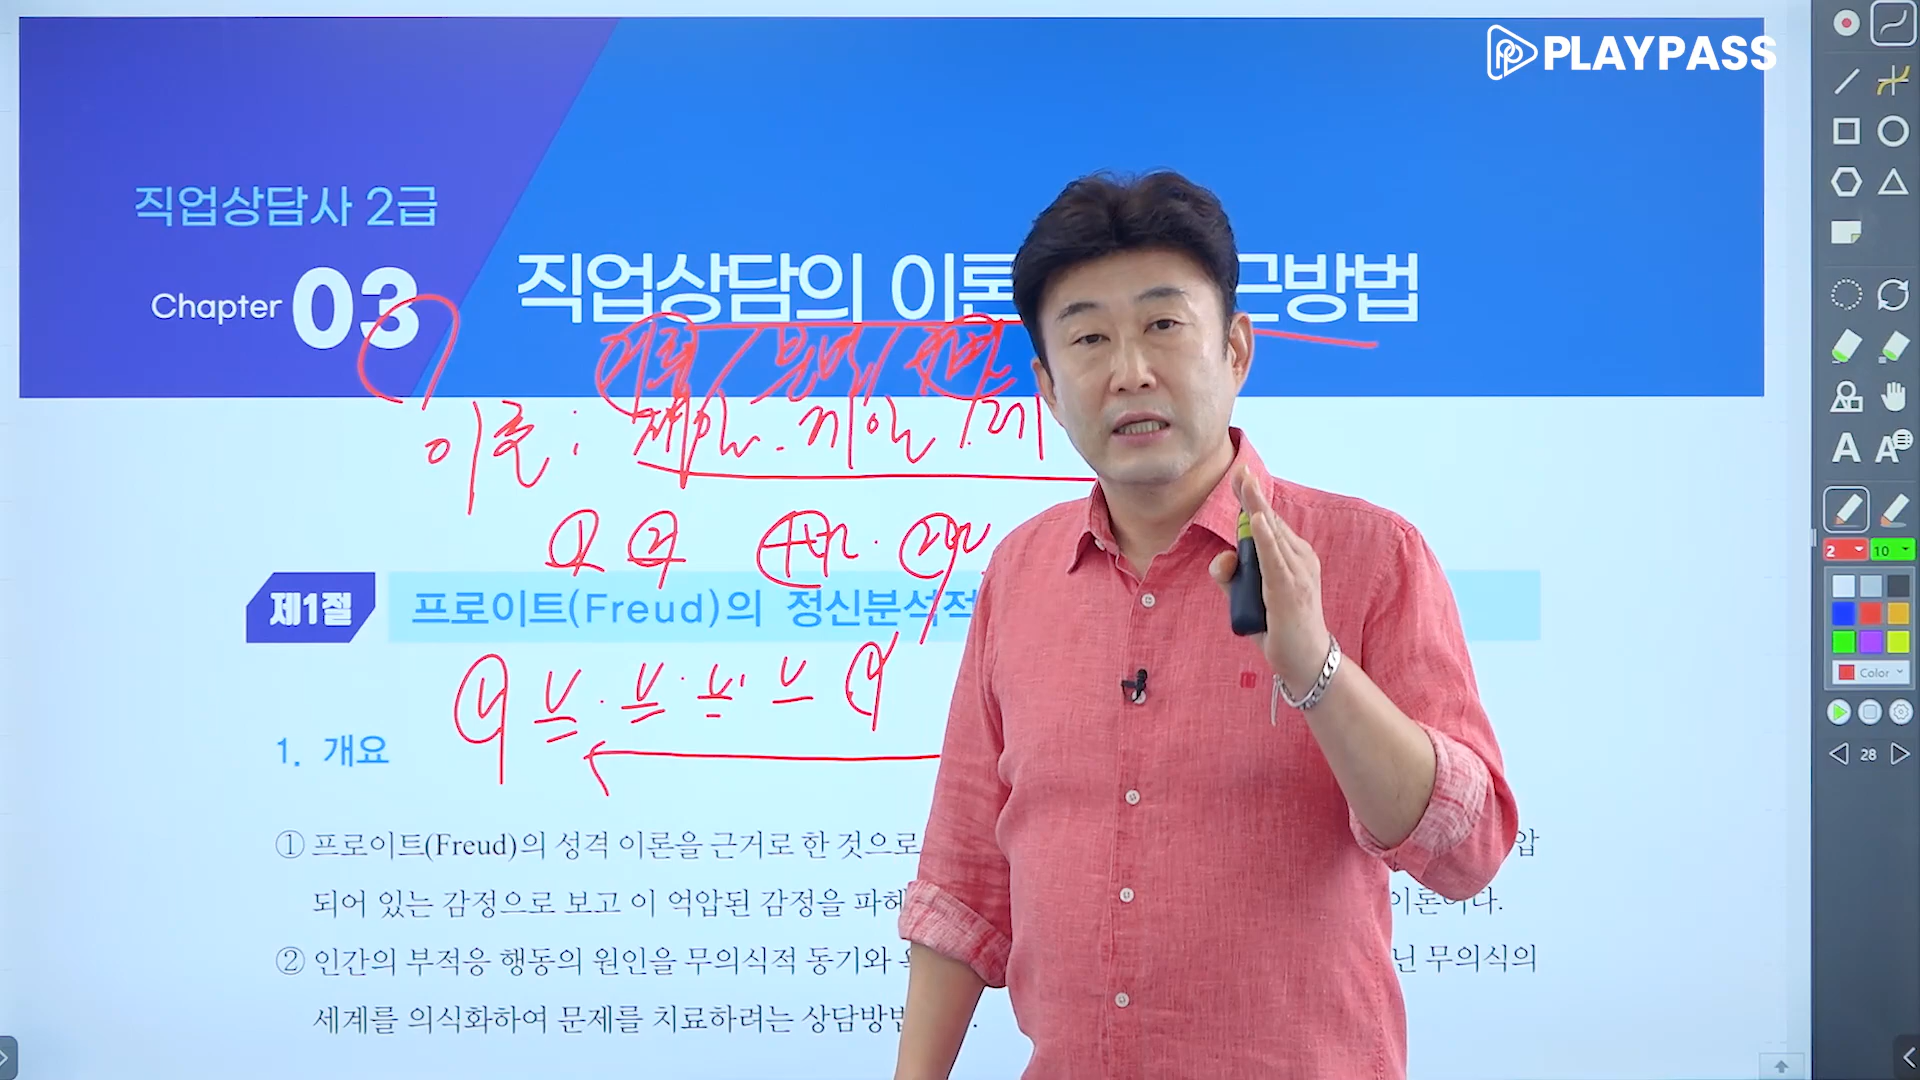 PLAYPASS
직업상담사 2급
Chapter 03
직업상담의 이론 근방법
이론 :
제1절
프로이트(Freud)의 정신분석적
1. 개요
① 프로이트(Freud)의 성격 이론을 근거로 한 것으로 압
되어 있는 감정으로 보고 이 억압된 감정을 파헤 이론이다.
② 인간의 부적응 행동의 원인을 무의식적 동기와 닌 무의식의
세계를 의식화하여 문제를 치료하려는 상담방법
A A
2 10
Color
28